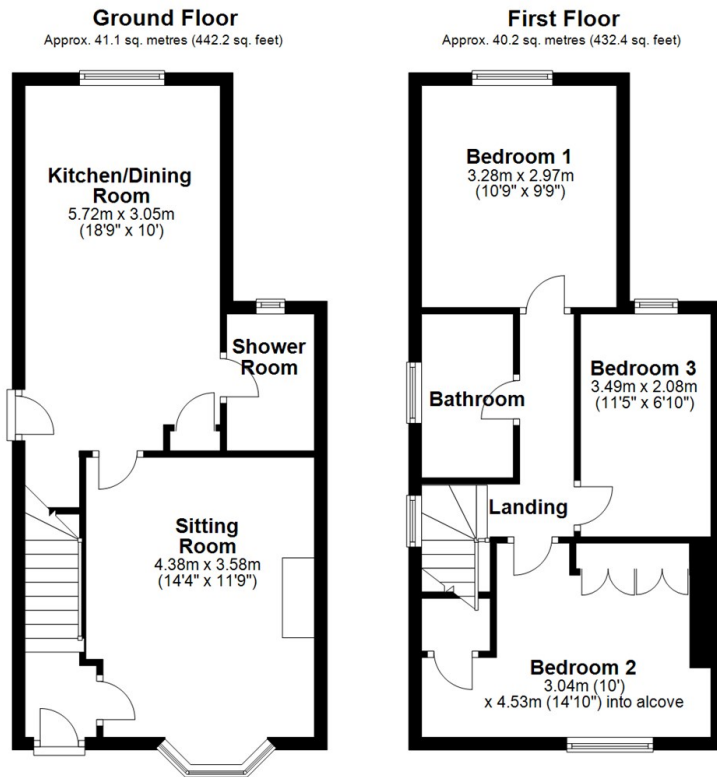 Ground Floor
Approx. 41.1 sq. metres (442.2 sq. feet)
Kitchen/Dining
Room
5.72m x 3.05m
(18'9" x 10')
Shower
Room
Sitting
Room
4.38m x 3.58m
(14'4" x 11'9")
First Floor
Approx. 40.2 sq. metres (432.4 sq. feet)
Bedroom 1
3.28m x 2.97m
(10'9" x 9'9")
Bedroom 3
3.49m x 2.08m
(11'5" x 6'10")
Bathroom
Landing
Bedroom 2
3.04m (10')
x 4.53m (14'10") into alcove